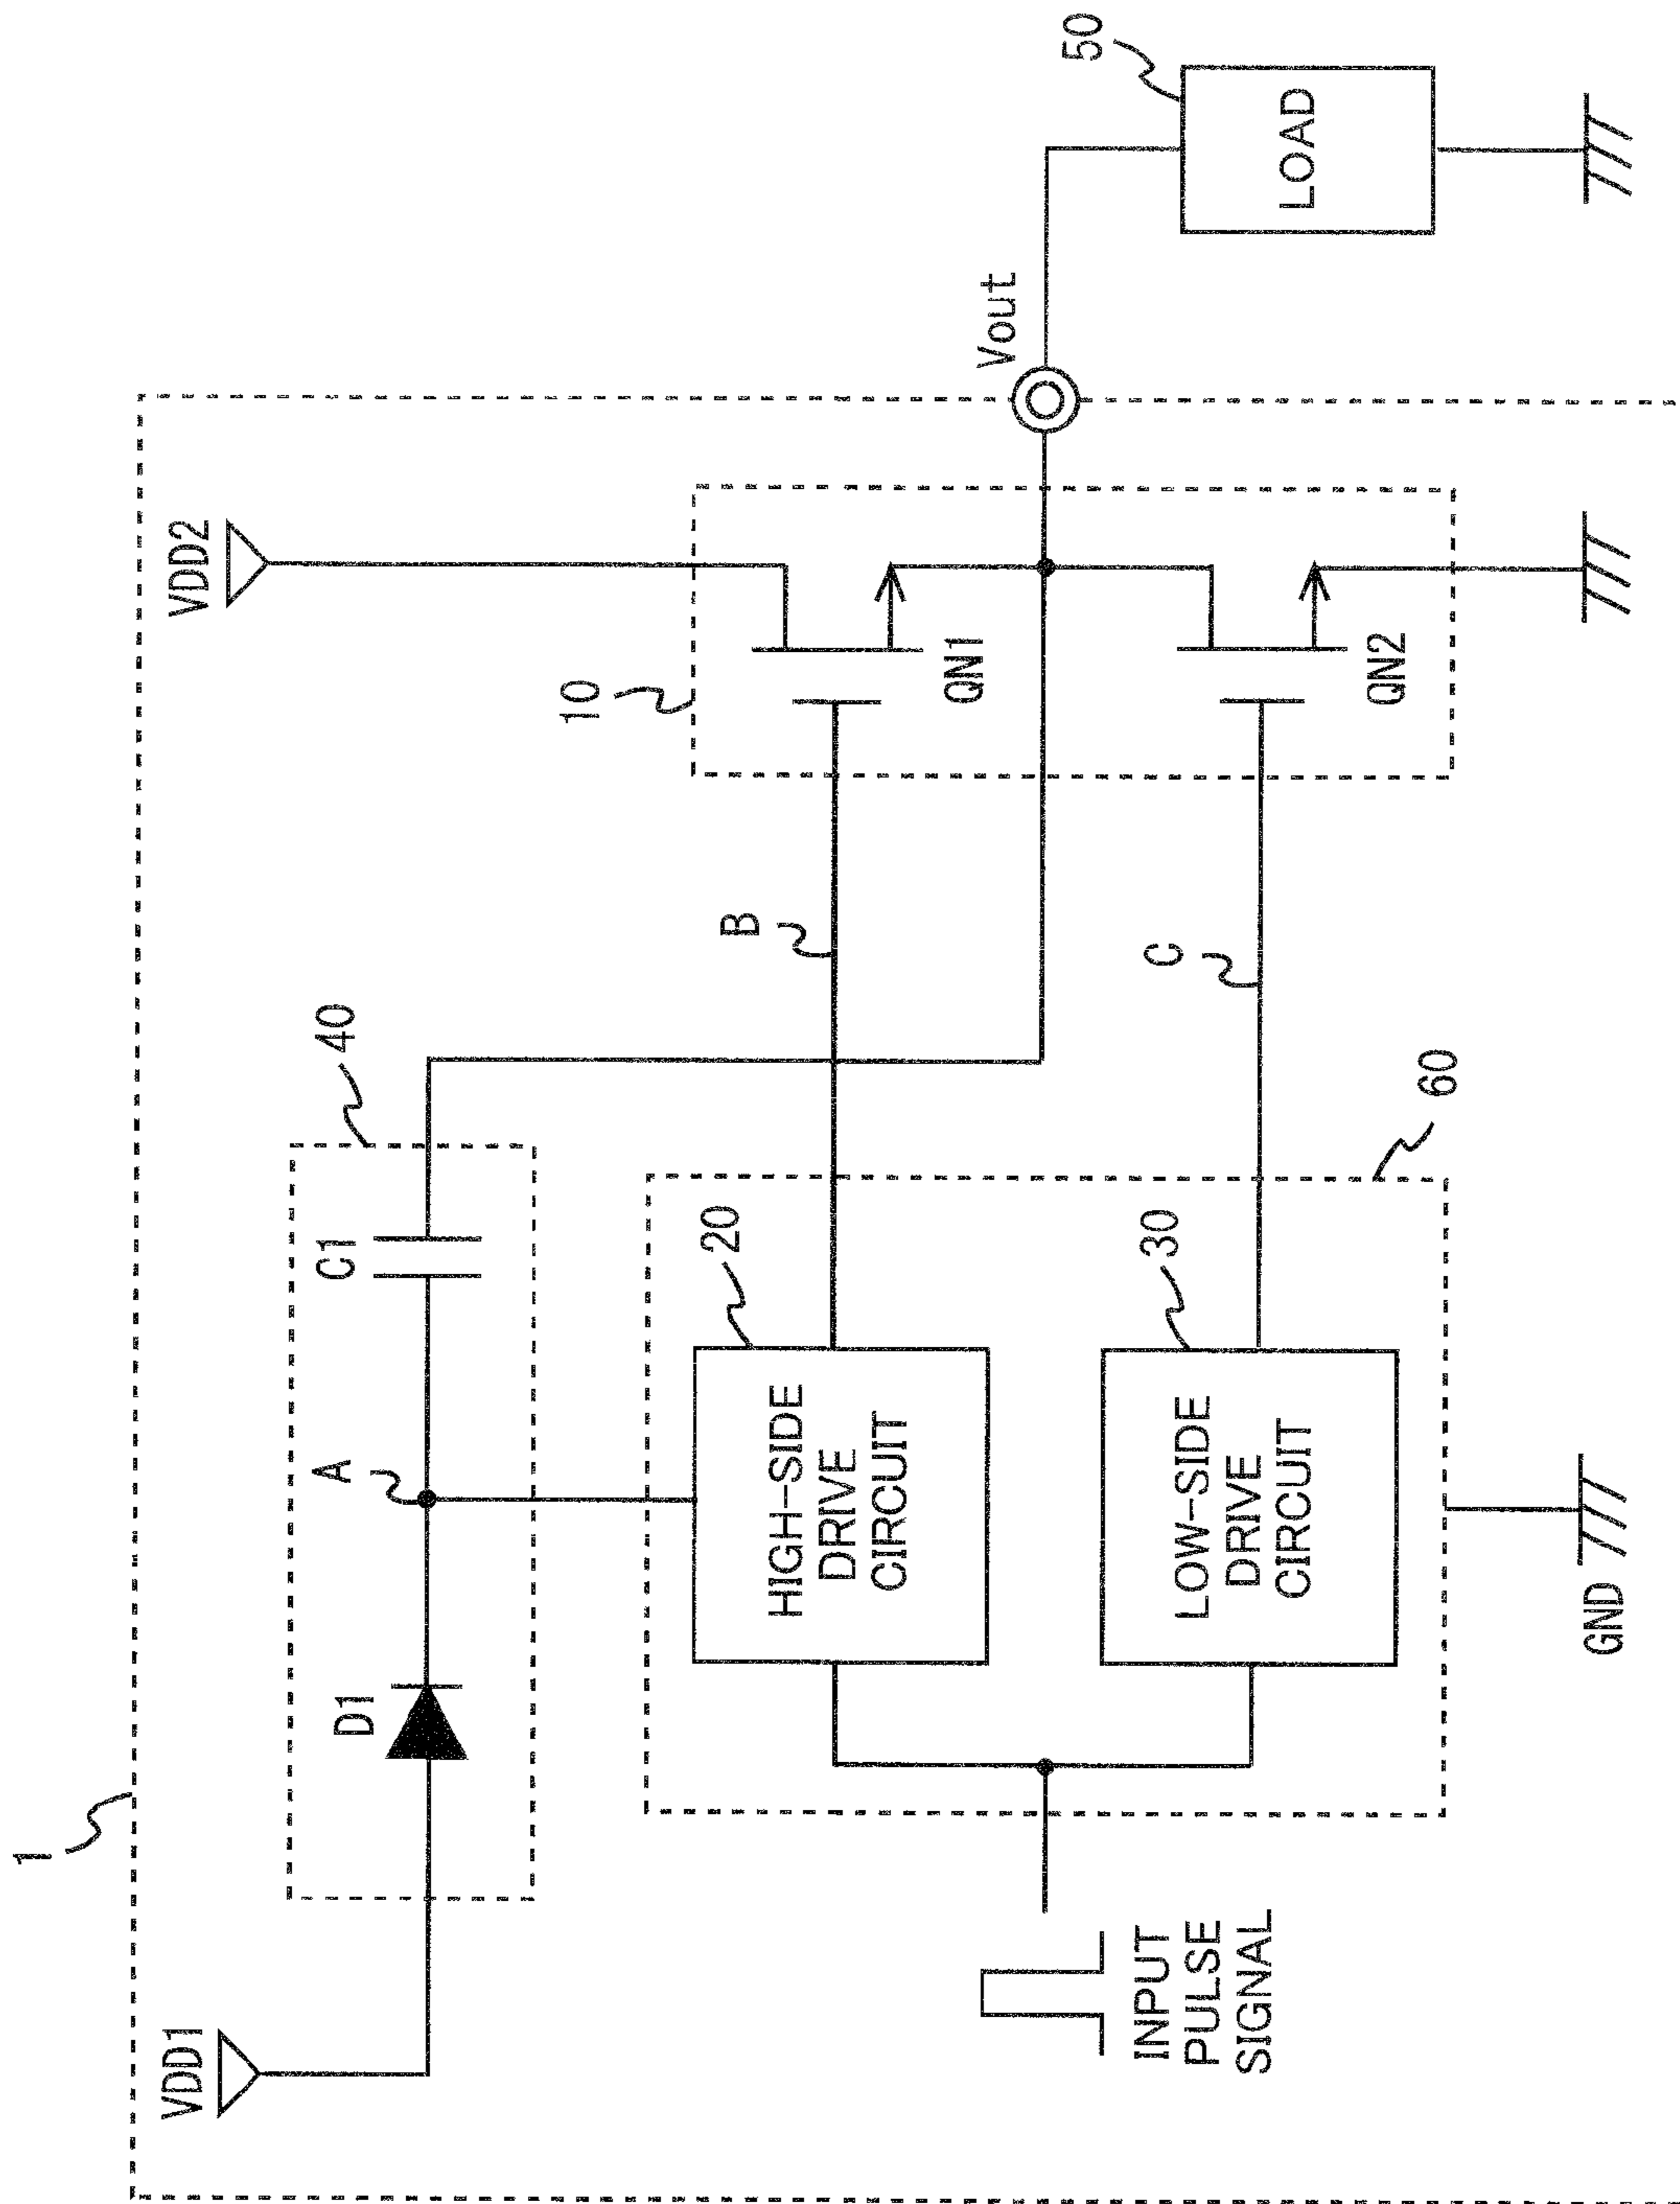 1
VDD1
VDD2
40
D1
A
C1
10
B
QN1
Vout
50
LOAD
20
HIGH-SIDE
DRIVE
CIRCUIT
INPUT
PULSE
SIGNAL
30
LOW-SIDE
DRIVE
CIRCUIT
C
QN2
60
GND